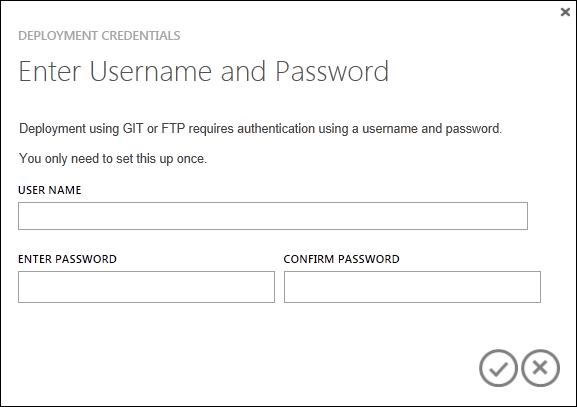 DEPLOYMENT CREDENTIALS
Enter Username and Password
Deployment using GIT or FTP requires authentication using a username and password.
You only need to set this up once.
USER NAME
ENTER PASSWORD CONFIRM PASSWORD